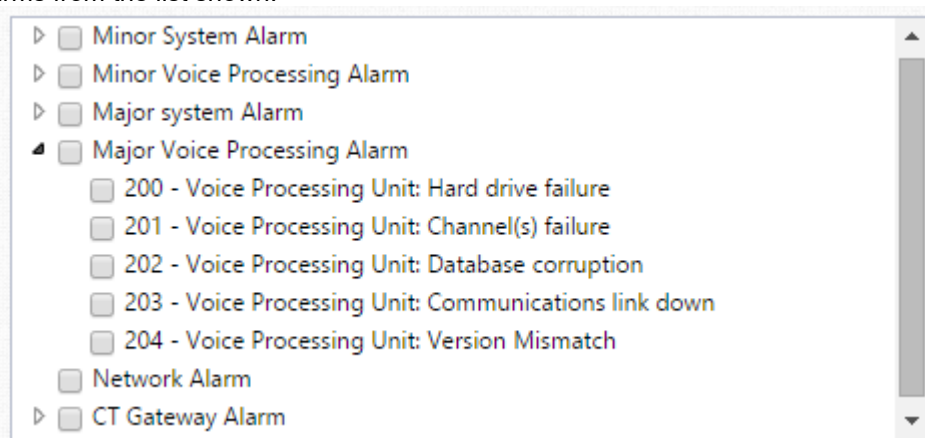 Minor System Alarm
Minor Voice Processing Alarm
Major system Alarm
Major Voice Processing Alarm
200 - Voice Processing Unit: Hard drive failure
201 - Voice Processing Unit: Channel(s) failure
202 - Voice Processing Unit: Database corruption
203 - Voice Processing Unit: Communications link down
204 - Voice Processing Unit: Version Mismatch
Network Alarm
CT Gateway Alarm